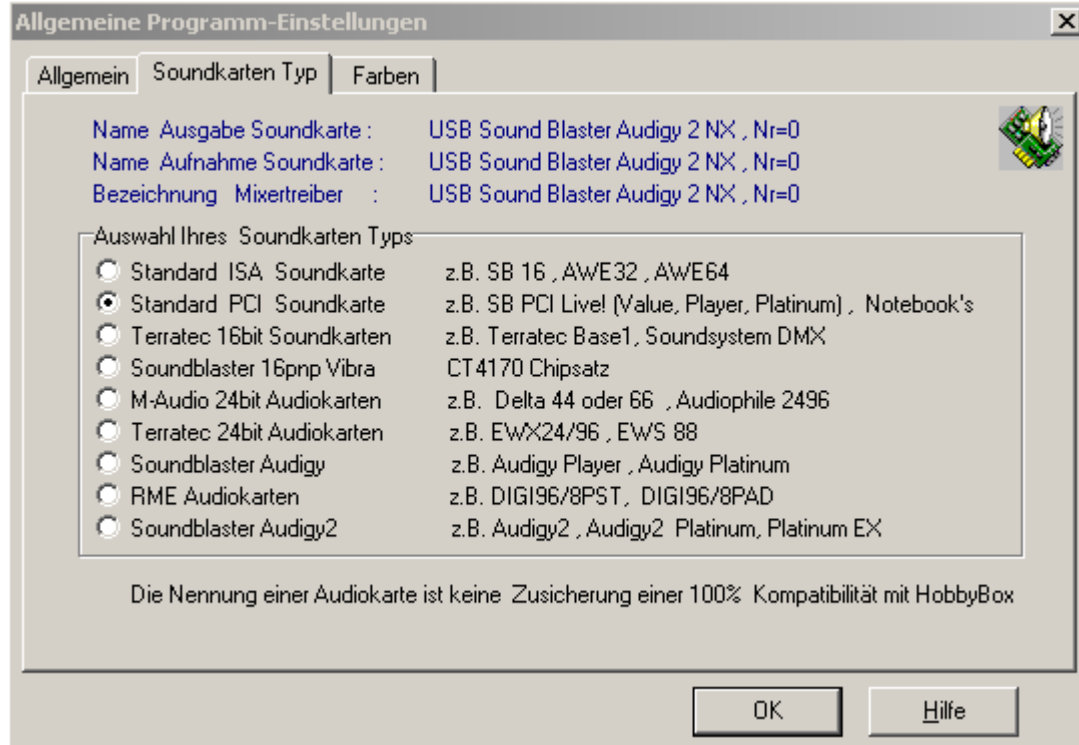 Allgemeine Programm-Einstellungen
Allgemein Soundkarten Typ Farben
Name Ausgabe Soundkarte : USB Sound Blaster Audigy 2 NX , Nr=0
Name Aufnahme Soundkarte : USB Sound Blaster Audigy 2 NX , Nr=0
Bezeichnung Mixertreiber : USB Sound Blaster Audigy 2 NX , Nr=0
Auswahl Ihres Soundkarten Typs
Standard ISA Soundkarte z.B. SB 16 , AWE32 , AWE64
Standard PCI Soundkarte z.B. SB PCI Live! (Value, Player, Platinum) , Notebook's
Terratec 16bit Soundkarten z.B. Terratec Base1, Soundsystem DMX
Soundblaster 16pnp Vibra CT4170 Chipsatz
M-Audio 24bit Audiokarten z.B. Delta 44 oder 66 , Audiophile 2496
Terratec 24bit Audiokarten z.B. EWX24/96 , EWS 88
Soundblaster Audigy z.B. Audigy Player , Audigy Platinum
RME Audiokarten z.B. DIGI96/8PST, DIGI96/8PAD
Soundblaster Audigy2 z.B. Audigy2 , Audigy2 Platinum, Platinum EX
Die Nennung einer Audiokarte ist keine Zusicherung einer 100% Kompatibilität mit HobbyBox
OK Hilfe